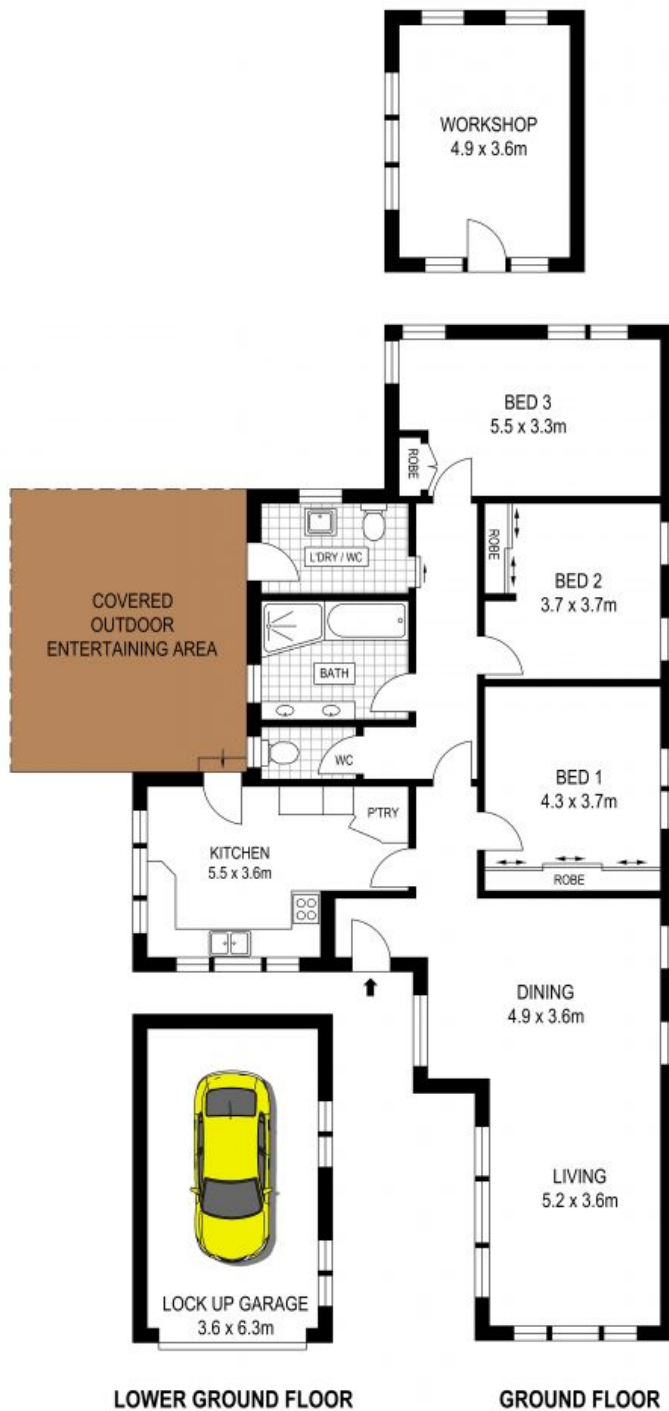 WORKSHOP
4.9 x 3.6m
BED 3
5.5 x 3.3m
ROBE
L'DRY / WC
ROBE
BED 2
3.7 x 3.7m
COVERED
OUTDOOR
ENTERTAINING AREA
BATH
WC
BED 1
4.3 x 3.7m
P'TRY
KITCHEN
5.5 x 3.6m
ROBE
DINING
4.9 x 3.6m
LIVING
5.2 x 3.6m
LOCK UP GARAGE
3.6 x 6.3m
LOWER GROUND FLOOR
GROUND FLOOR